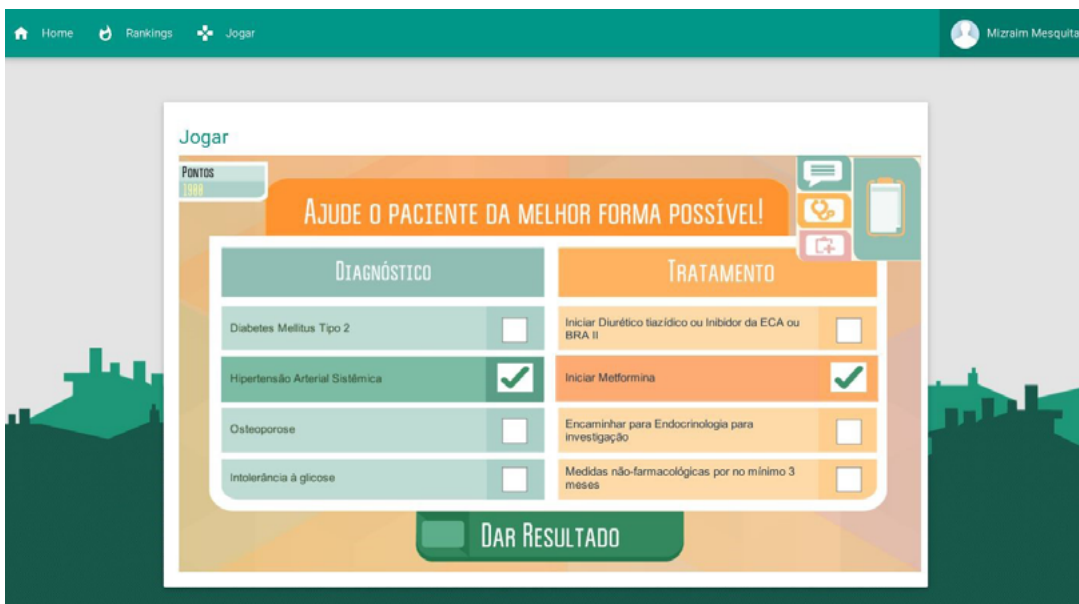 Home
Rankings
Jogar
Mizraim Mesquita
Jogar
Pontos
1988
Ajude o paciente da melhor forma possível!
Diagnóstico
Tratamento
Diabetes Mellitus Tipo 2
Iniciar Diurético tiazídico ou Inibidor da ECA ou
BRA II
Hipertensão Arterial Sistêmica
Iniciar Metformina
Osteoporose
Encaminhar para Endocrinologia para
investigação
Intolerância à glicose
Medidas não-farmacológicas por no mínimo 3
meses
Dar Resultado